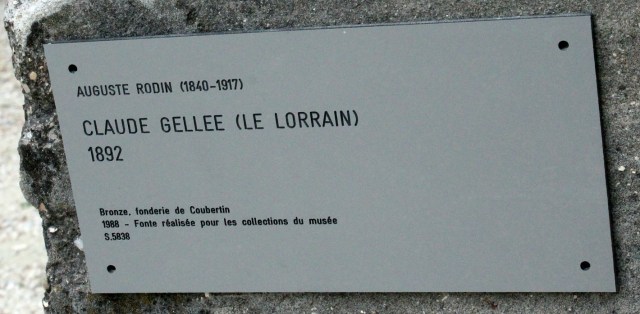 AUGUSTE RODIN (1840-1917)
CLAUDE GELLEE (LE LORRAIN)
1892
Bronze, fonderie de Coubertin
1988 - Fonte réalisée pour les collections du musée
S.5838